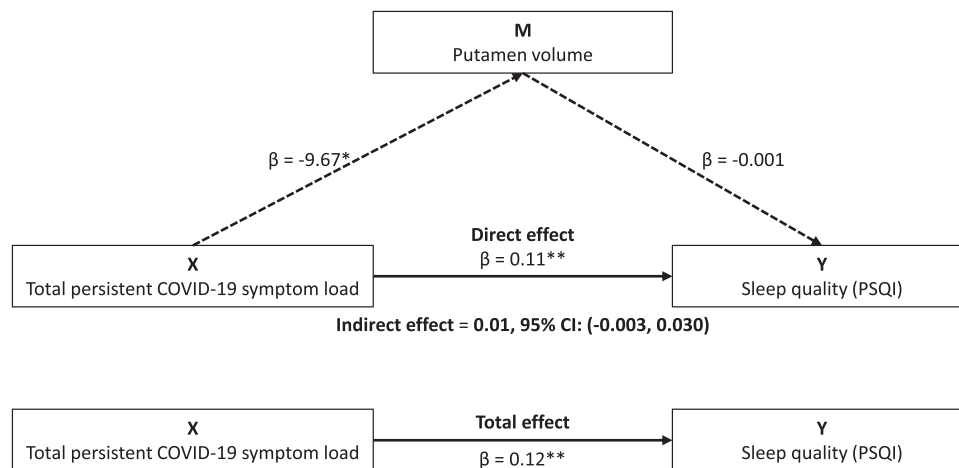 M
Putamen volume
β = -9.67*
β = -0.001
Direct effect
β = 0.11**
X
Total persistent COVID-19 symptom load
Y
Sleep quality (PSQI)
Indirect effect = 0.01, 95% CI: (-0.003, 0.030)
X
Total persistent COVID-19 symptom load
Total effect
β = 0.12**
Y
Sleep quality (PSQI)